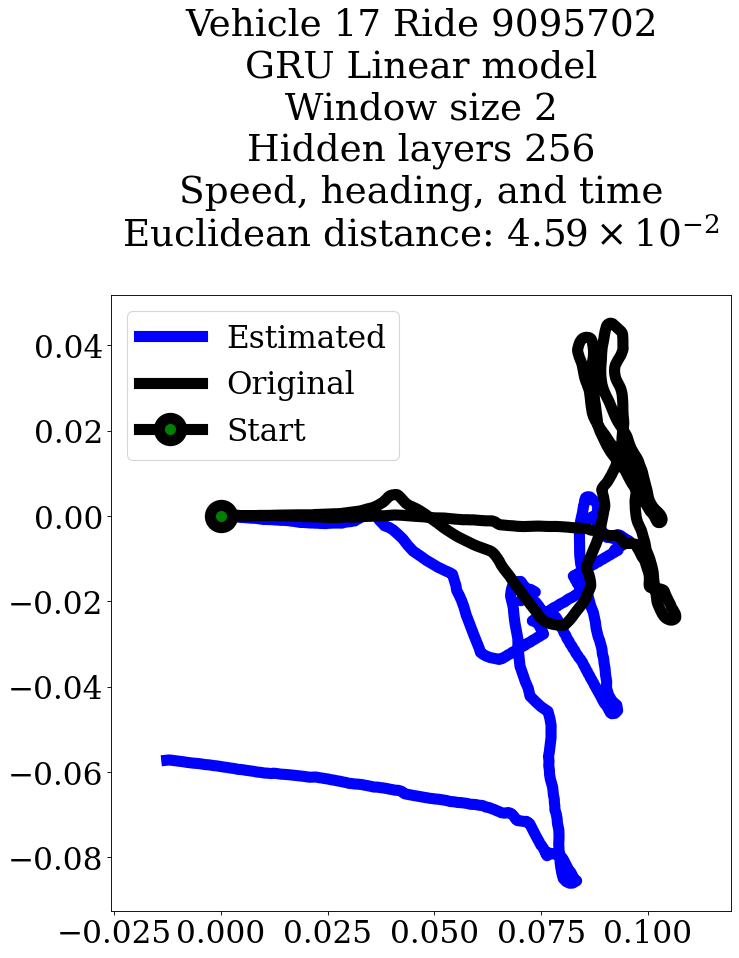 Vehicle 17 Ride 9095702
GRU Linear model
Window size 2
Hidden layers 256
Speed, heading, and time
Euclidean distance: 4.59 × 10⁻²
Estimated
Original
Start
0.04
0.02
0.00
−0.02
−0.04
−0.06
−0.08
−0.025 0.000 0.025 0.050 0.075 0.100